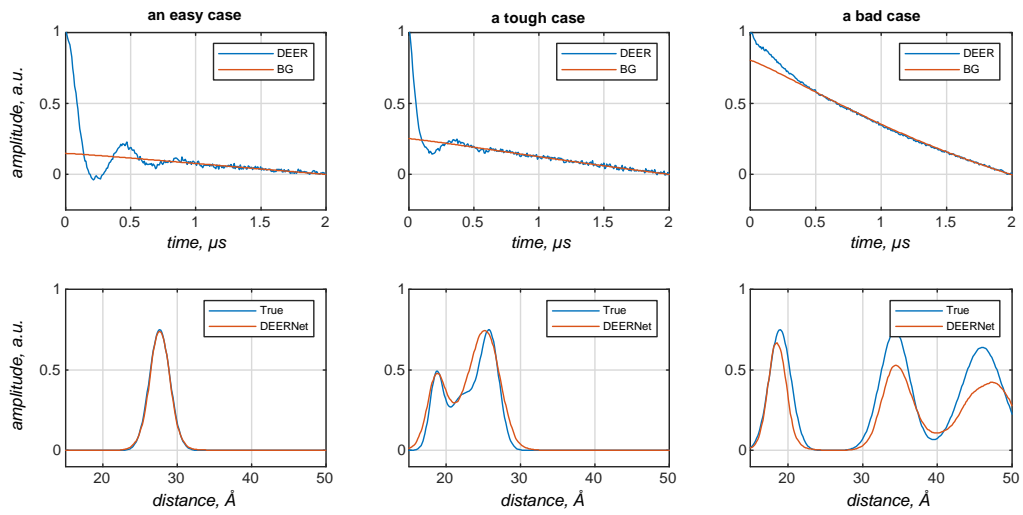 an easy case
a tough case
a bad case
amplitude, a.u.
1
0.5
0
DEER
BG
0 0.5 1 1.5 2
time, µs
1
0.5
0
DEER
BG
0 0.5 1 1.5 2
time, µs
1
0.5
0
DEER
BG
0 0.5 1 1.5 2
time, µs
amplitude, a.u.
1
0.5
0
True
DEERNet
20 30 40 50
distance, Å
1
0.5
0
True
DEERNet
20 30 40 50
distance, Å
1
0.5
0
True
DEERNet
20 30 40 50
distance, Å